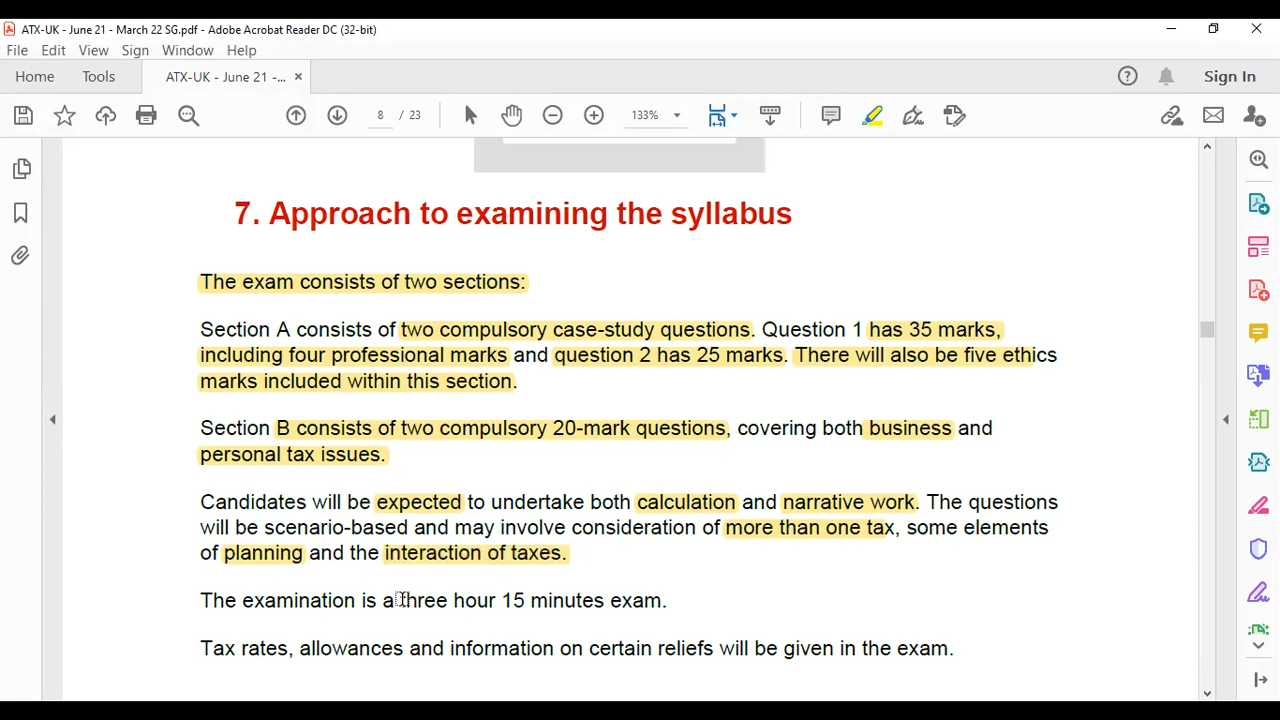 ATX-UK - June 21 - March 22 SG.pdf - Adobe Acrobat Reader DC (32-bit)
File Edit View Sign Window Help
Home Tools ATX-UK - June 21 -... × Sign In
8 / 23 133%
7. Approach to examining the syllabus
The exam consists of two sections:
Section A consists of two compulsory case-study questions. Question 1 has 35 marks,
including four professional marks and question 2 has 25 marks. There will also be five ethics
marks included within this section.
Section B consists of two compulsory 20-mark questions, covering both business and
personal tax issues.
Candidates will be expected to undertake both calculation and narrative work. The questions
will be scenario-based and may involve consideration of more than one tax, some elements
of planning and the interaction of taxes.
The examination is a three hour 15 minutes exam.
Tax rates, allowances and information on certain reliefs will be given in the exam.